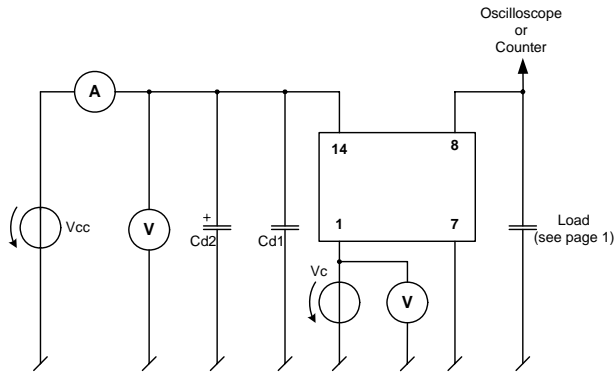 Oscilloscope
or
Counter
A
14
8
Vcc
V
+
Cd2
Cd1
1
7
Load
(see page 1)
Vc
V